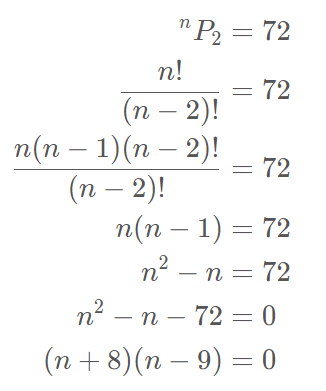 ⁿP₂ = 72
n!/(n − 2)! = 72
n(n − 1)(n − 2)!/(n − 2)! = 72
n(n − 1) = 72
n² − n = 72
n² − n − 72 = 0
(n + 8)(n − 9) = 0